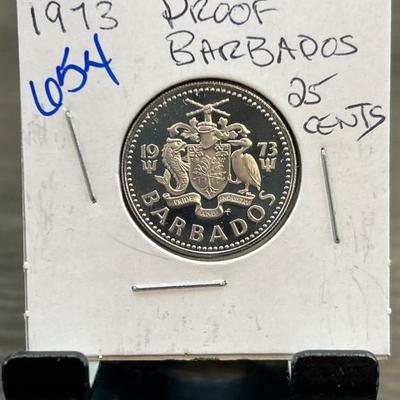 1973 PROOF
654 BARBADOS
25
CENTS
19 73
PRIDE AND INDUSTRY
BARBADOS